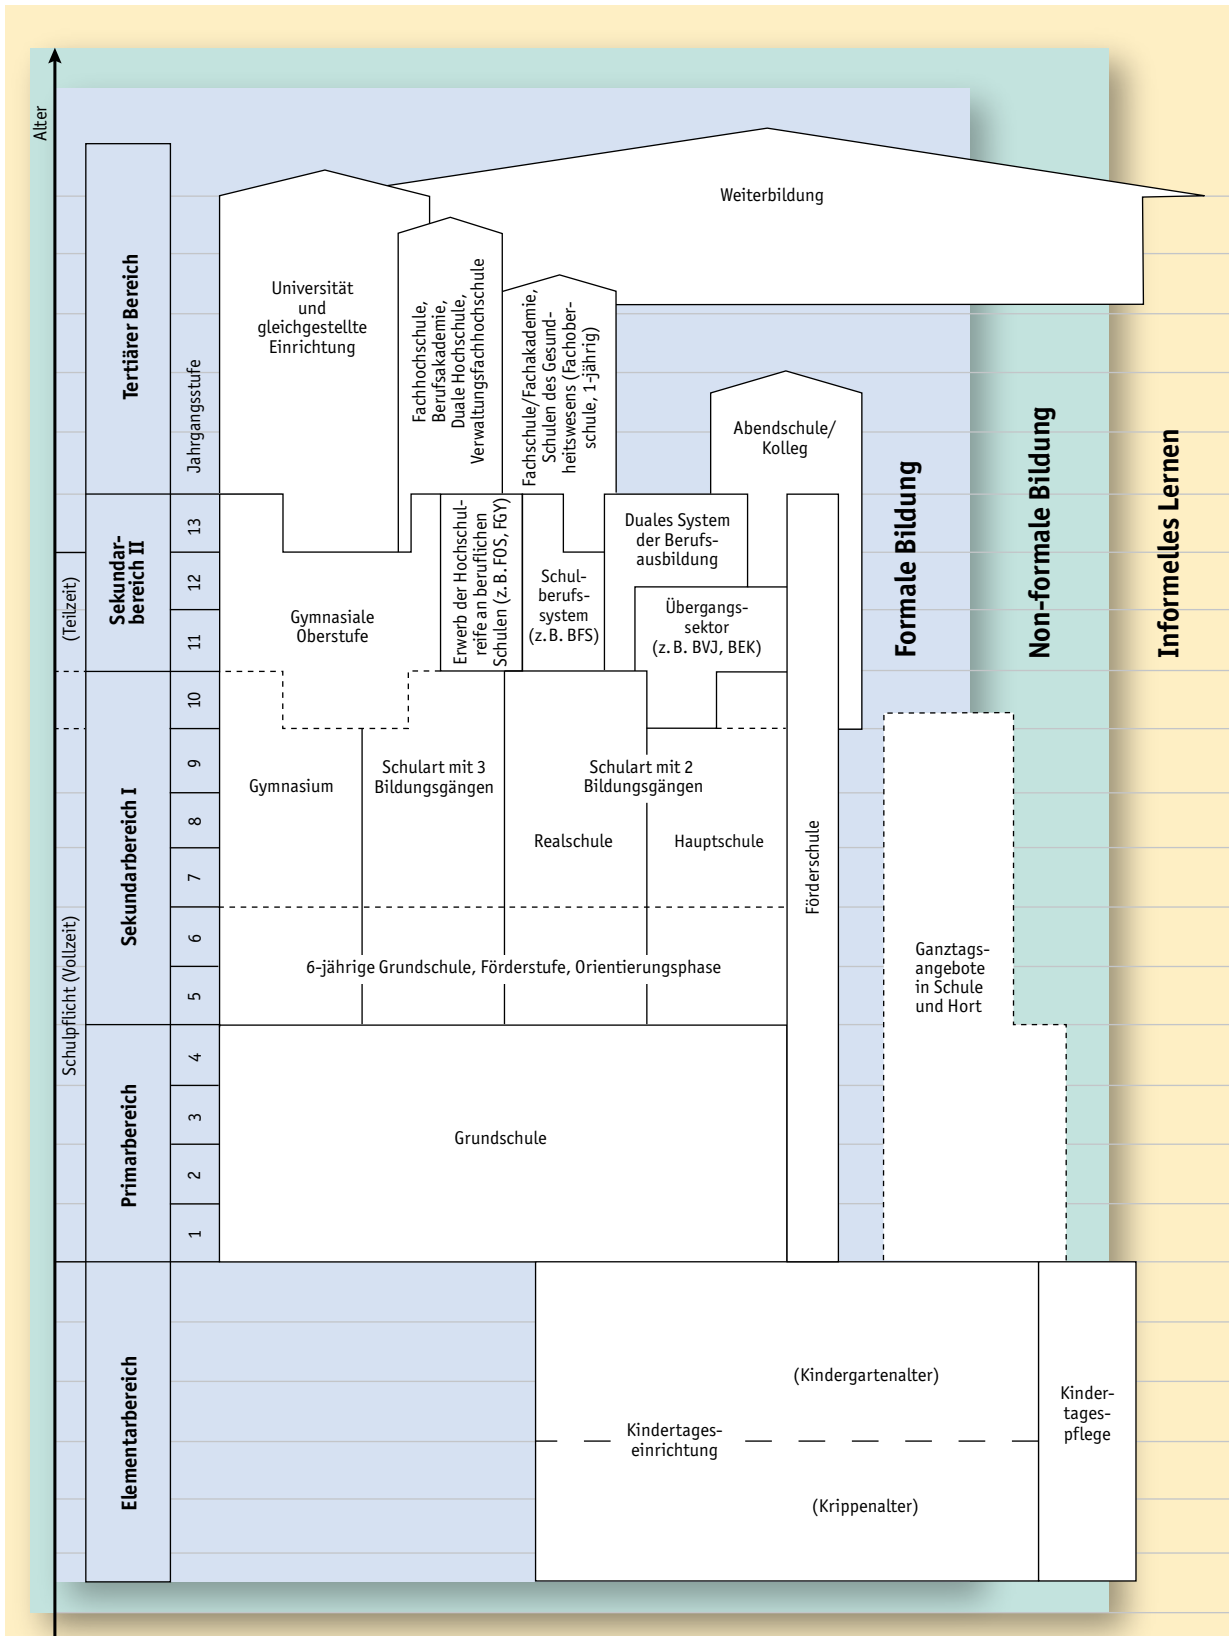 Alter
Weiterbildung
Tertiärer Bereich
Jahrgangsstufe
Universität
und
gleichgestellte
Einrichtung
Fachhochschule,
Berufsakademie,
Duale Hochschule,
Verwaltungsfachhochschule
Fachschule/Fachakademie,
Schulen des Gesund-
heitswesens (Fachober-
schule, 1-jährig)
Abendschule/
Kolleg
Formale Bildung
Non-formale Bildung
Informelles Lernen
(Teilzeit)
Sekundar-
bereich II
13
12
11
Gymnasiale
Oberstufe
Erwerb der Hochschul-
reife an beruflichen
Schulen (z.B. FOS, FGY)
Schul-
berufs-
system
(z.B. BFS)
Duales System
der Berufs-
ausbildung
Übergangs-
sektor
(z.B. BVJ, BEK)
Schulpflicht (Vollzeit)
Sekundarbereich I
10
9
8
7
6
5
Gymnasium
Schulart mit 3
Bildungsgängen
Schulart mit 2
Bildungsgängen
Realschule
Hauptschule
Förderschule
6-jährige Grundschule, Förderstufe, Orientierungsphase
Ganztags-
angebote
in Schule
und Hort
Primarbereich
4
3
2
1
Grundschule
Elementarbereich
(Kindergartenalter)
Kindertages-
einrichtung
(Krippenalter)
Kinder-
tages-
pflege